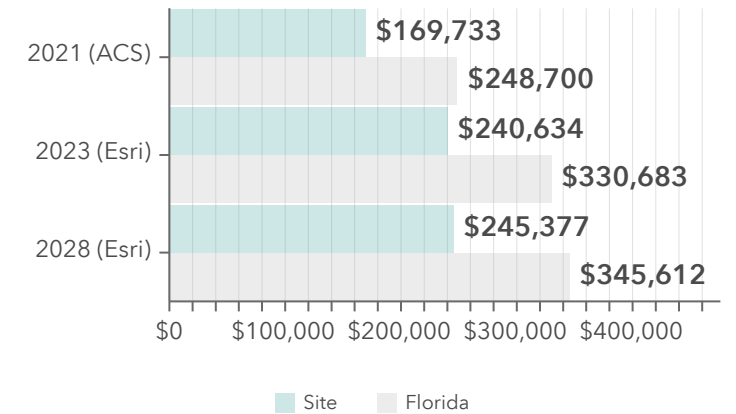 $169,733
2021 (ACS)
$248,700
$240,634
2023 (Esri)
$330,683
$245,377
2028 (Esri)
$345,612
$0 $100,000 $200,000 $300,000 $400,000
Site Florida